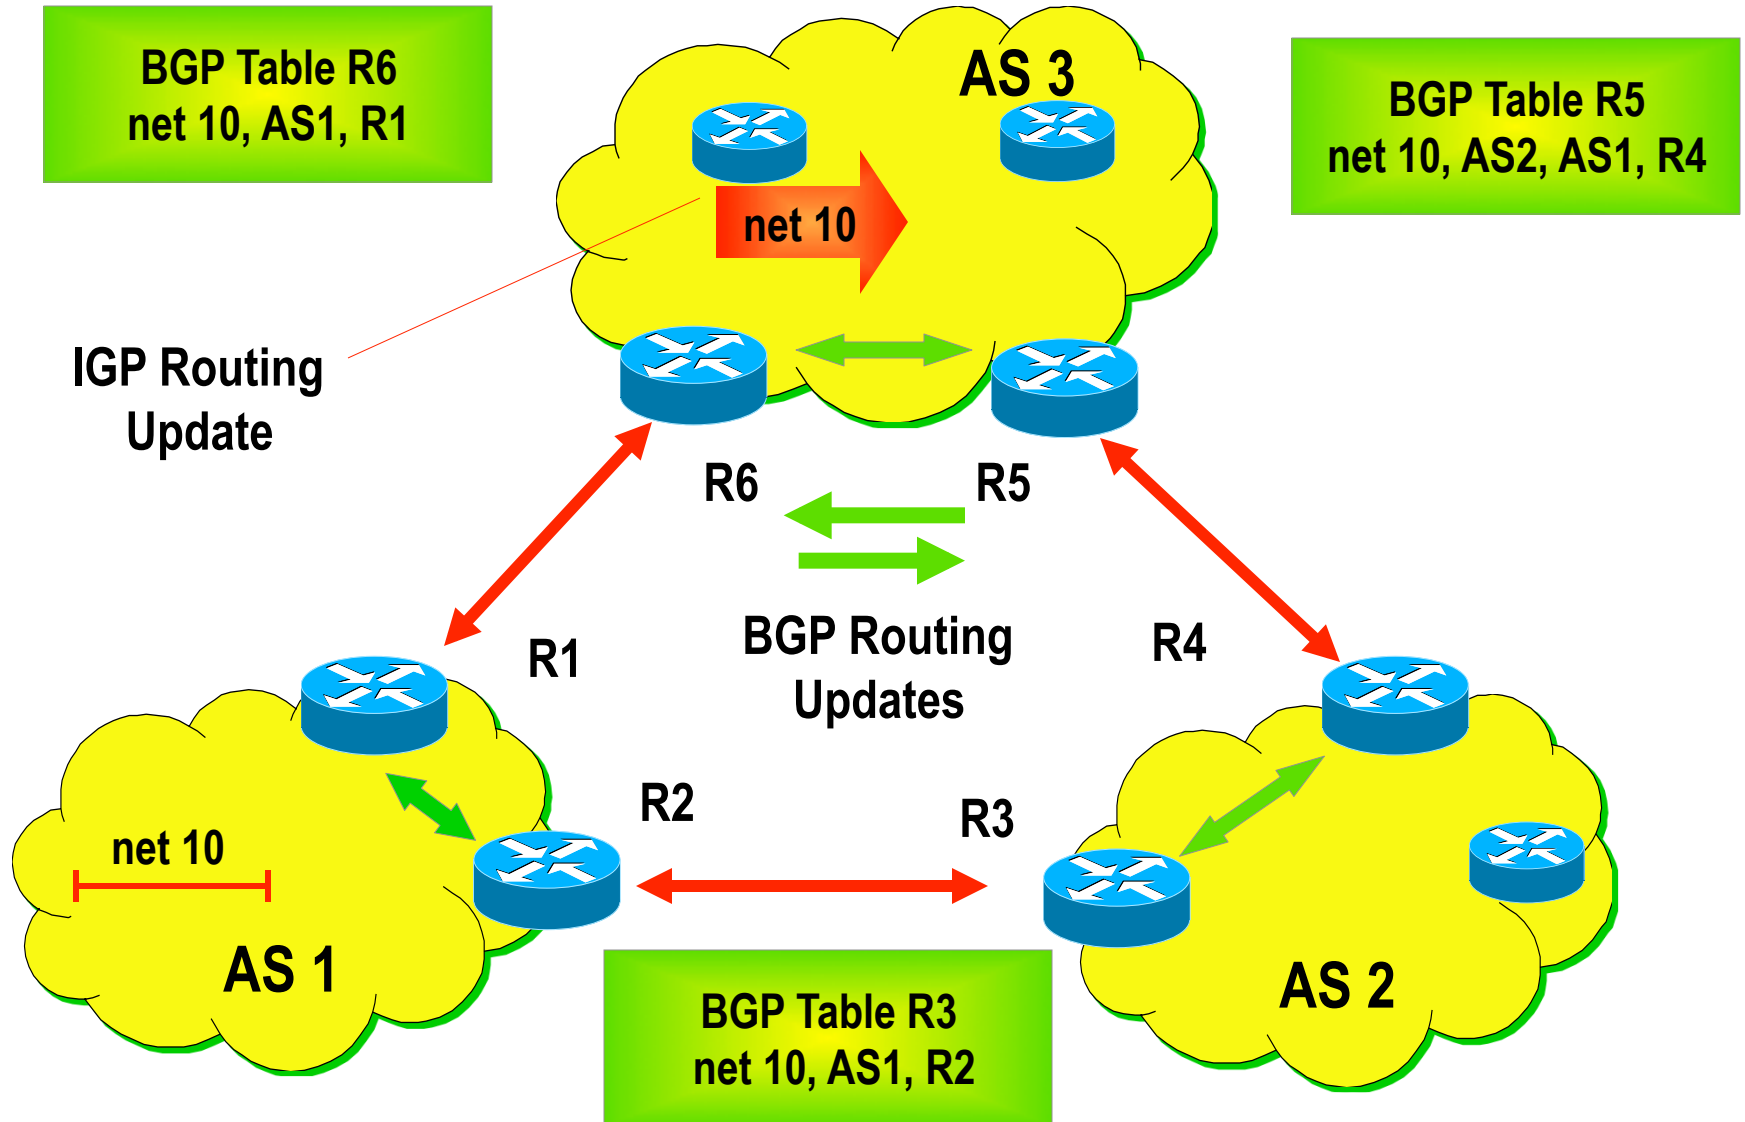 BGP Table R6
net 10, AS1, R1
AS 3
BGP Table R5
net 10, AS2, AS1, R4
net 10
IGP Routing
Update
R6
R5
BGP Routing
Updates
R1
R4
R2
R3
net 10
AS 1
AS 2
BGP Table R3
net 10, AS1, R2